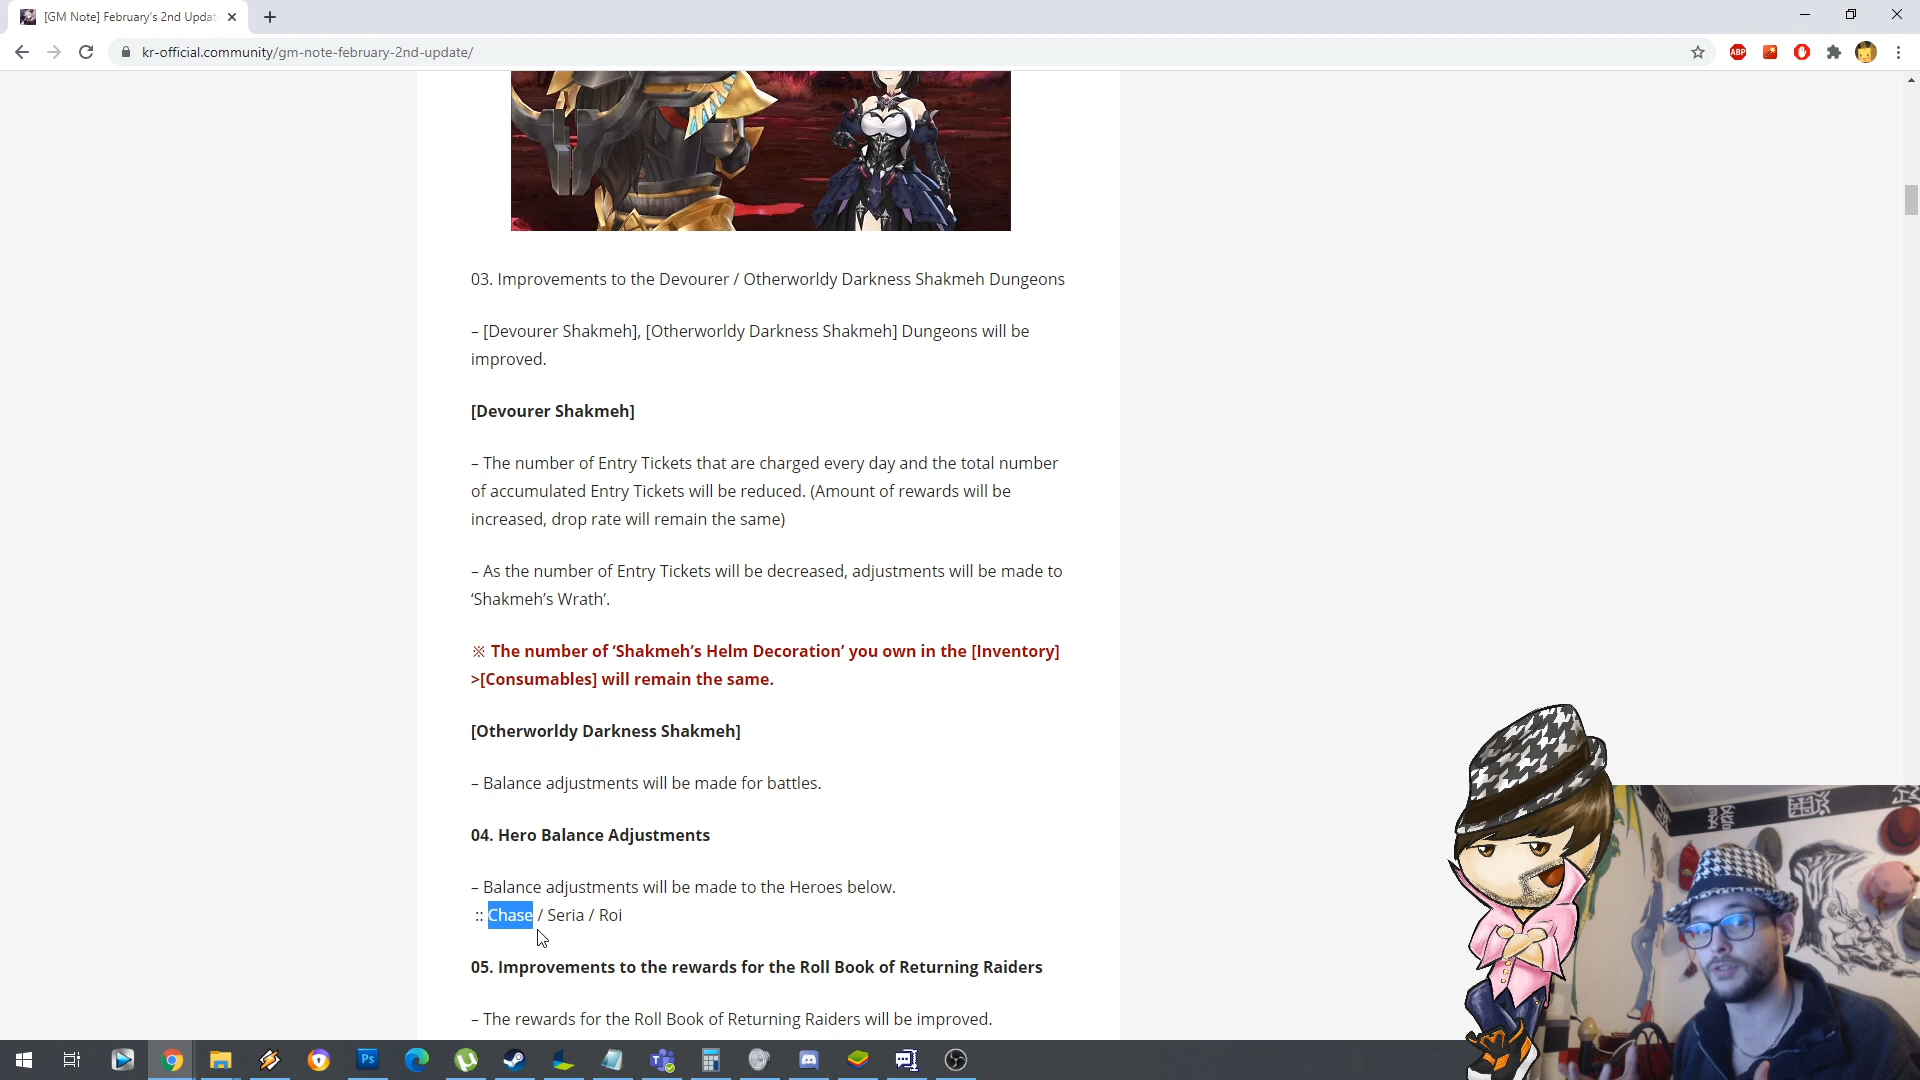 [GM Note] February's 2nd Updat
kr-official.community/gm-note-february-2nd-update/
ABP
03. Improvements to the Devourer / Otherworldy Darkness Shakmeh Dungeons
– [Devourer Shakmeh], [Otherworldy Darkness Shakmeh] Dungeons will be
improved.
[Devourer Shakmeh]
– The number of Entry Tickets that are charged every day and the total number
of accumulated Entry Tickets will be reduced. (Amount of rewards will be
increased, drop rate will remain the same)
– As the number of Entry Tickets will be decreased, adjustments will be made to
‘Shakmeh’s Wrath’.
※ The number of ‘Shakmeh’s Helm Decoration’ you own in the [Inventory]
>[Consumables] will remain the same.
[Otherworldy Darkness Shakmeh]
– Balance adjustments will be made for battles.
04. Hero Balance Adjustments
– Balance adjustments will be made to the Heroes below.
:: Chase / Seria / Roi
05. Improvements to the rewards for the Roll Book of Returning Raiders
– The rewards for the Roll Book of Returning Raiders will be improved.
Ps